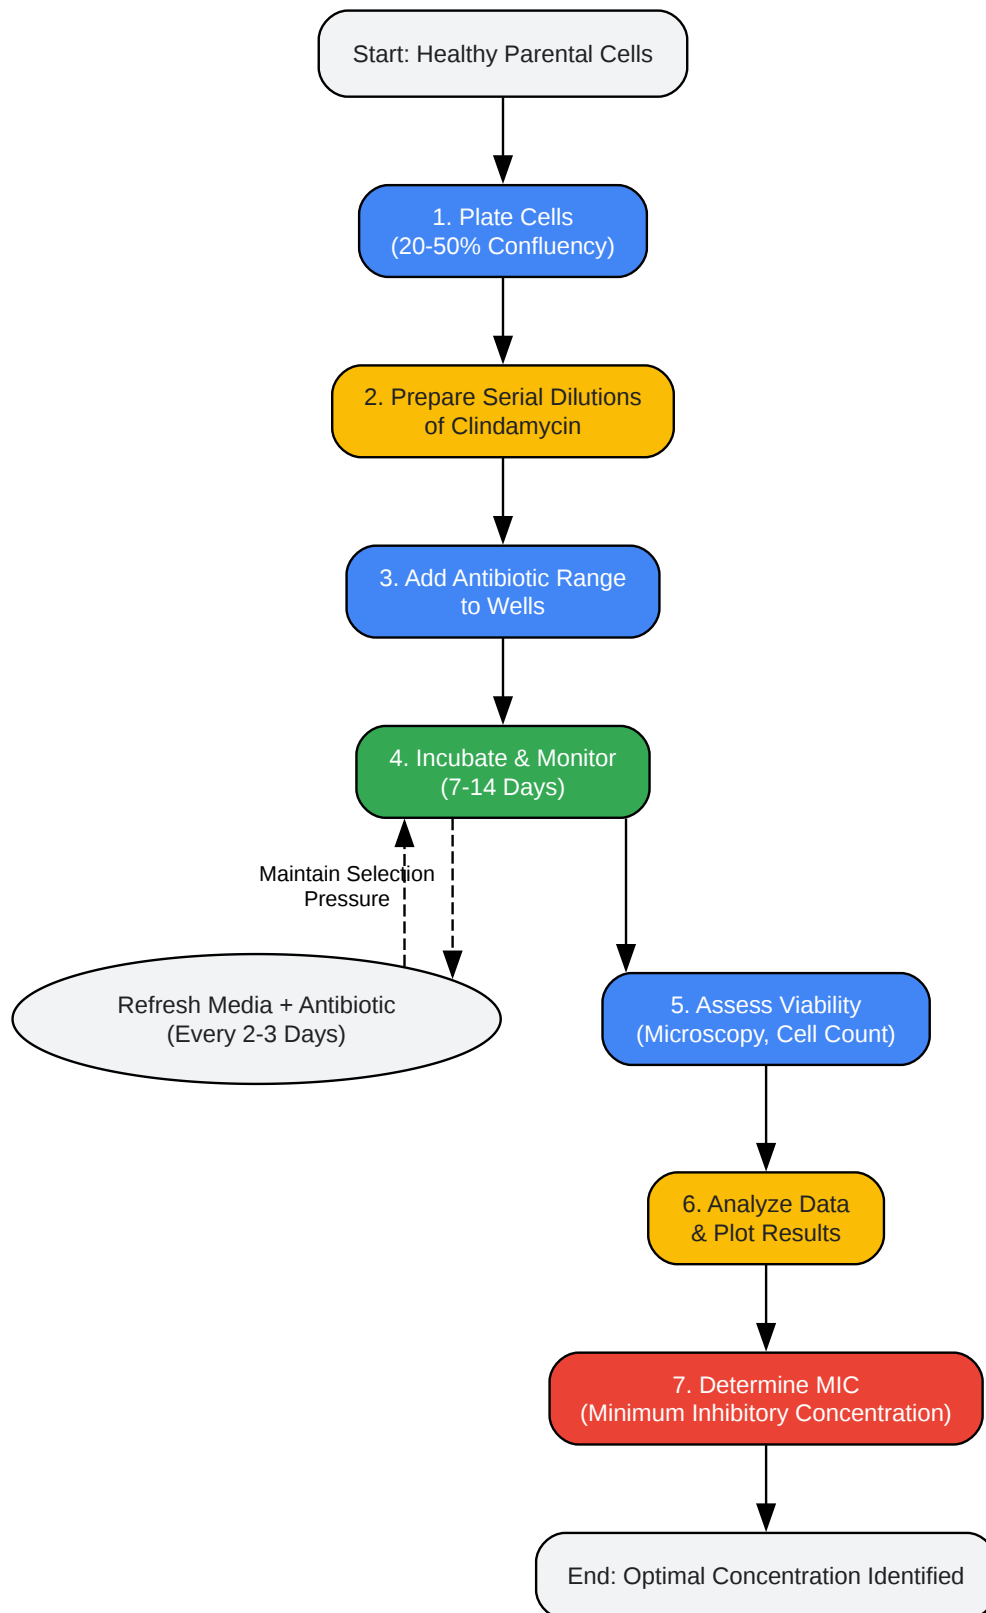 Start: Healthy Parental Cells
1. Plate Cells
(20-50% Confluency)
2. Prepare Serial Dilutions
of Clindamycin
3. Add Antibiotic Range
to Wells
4. Incubate & Monitor
(7-14 Days)
Maintain Selection
Pressure
Refresh Media + Antibiotic
(Every 2-3 Days)
5. Assess Viability
(Microscopy, Cell Count)
6. Analyze Data
& Plot Results
7. Determine MIC
(Minimum Inhibitory Concentration)
End: Optimal Concentration Identified